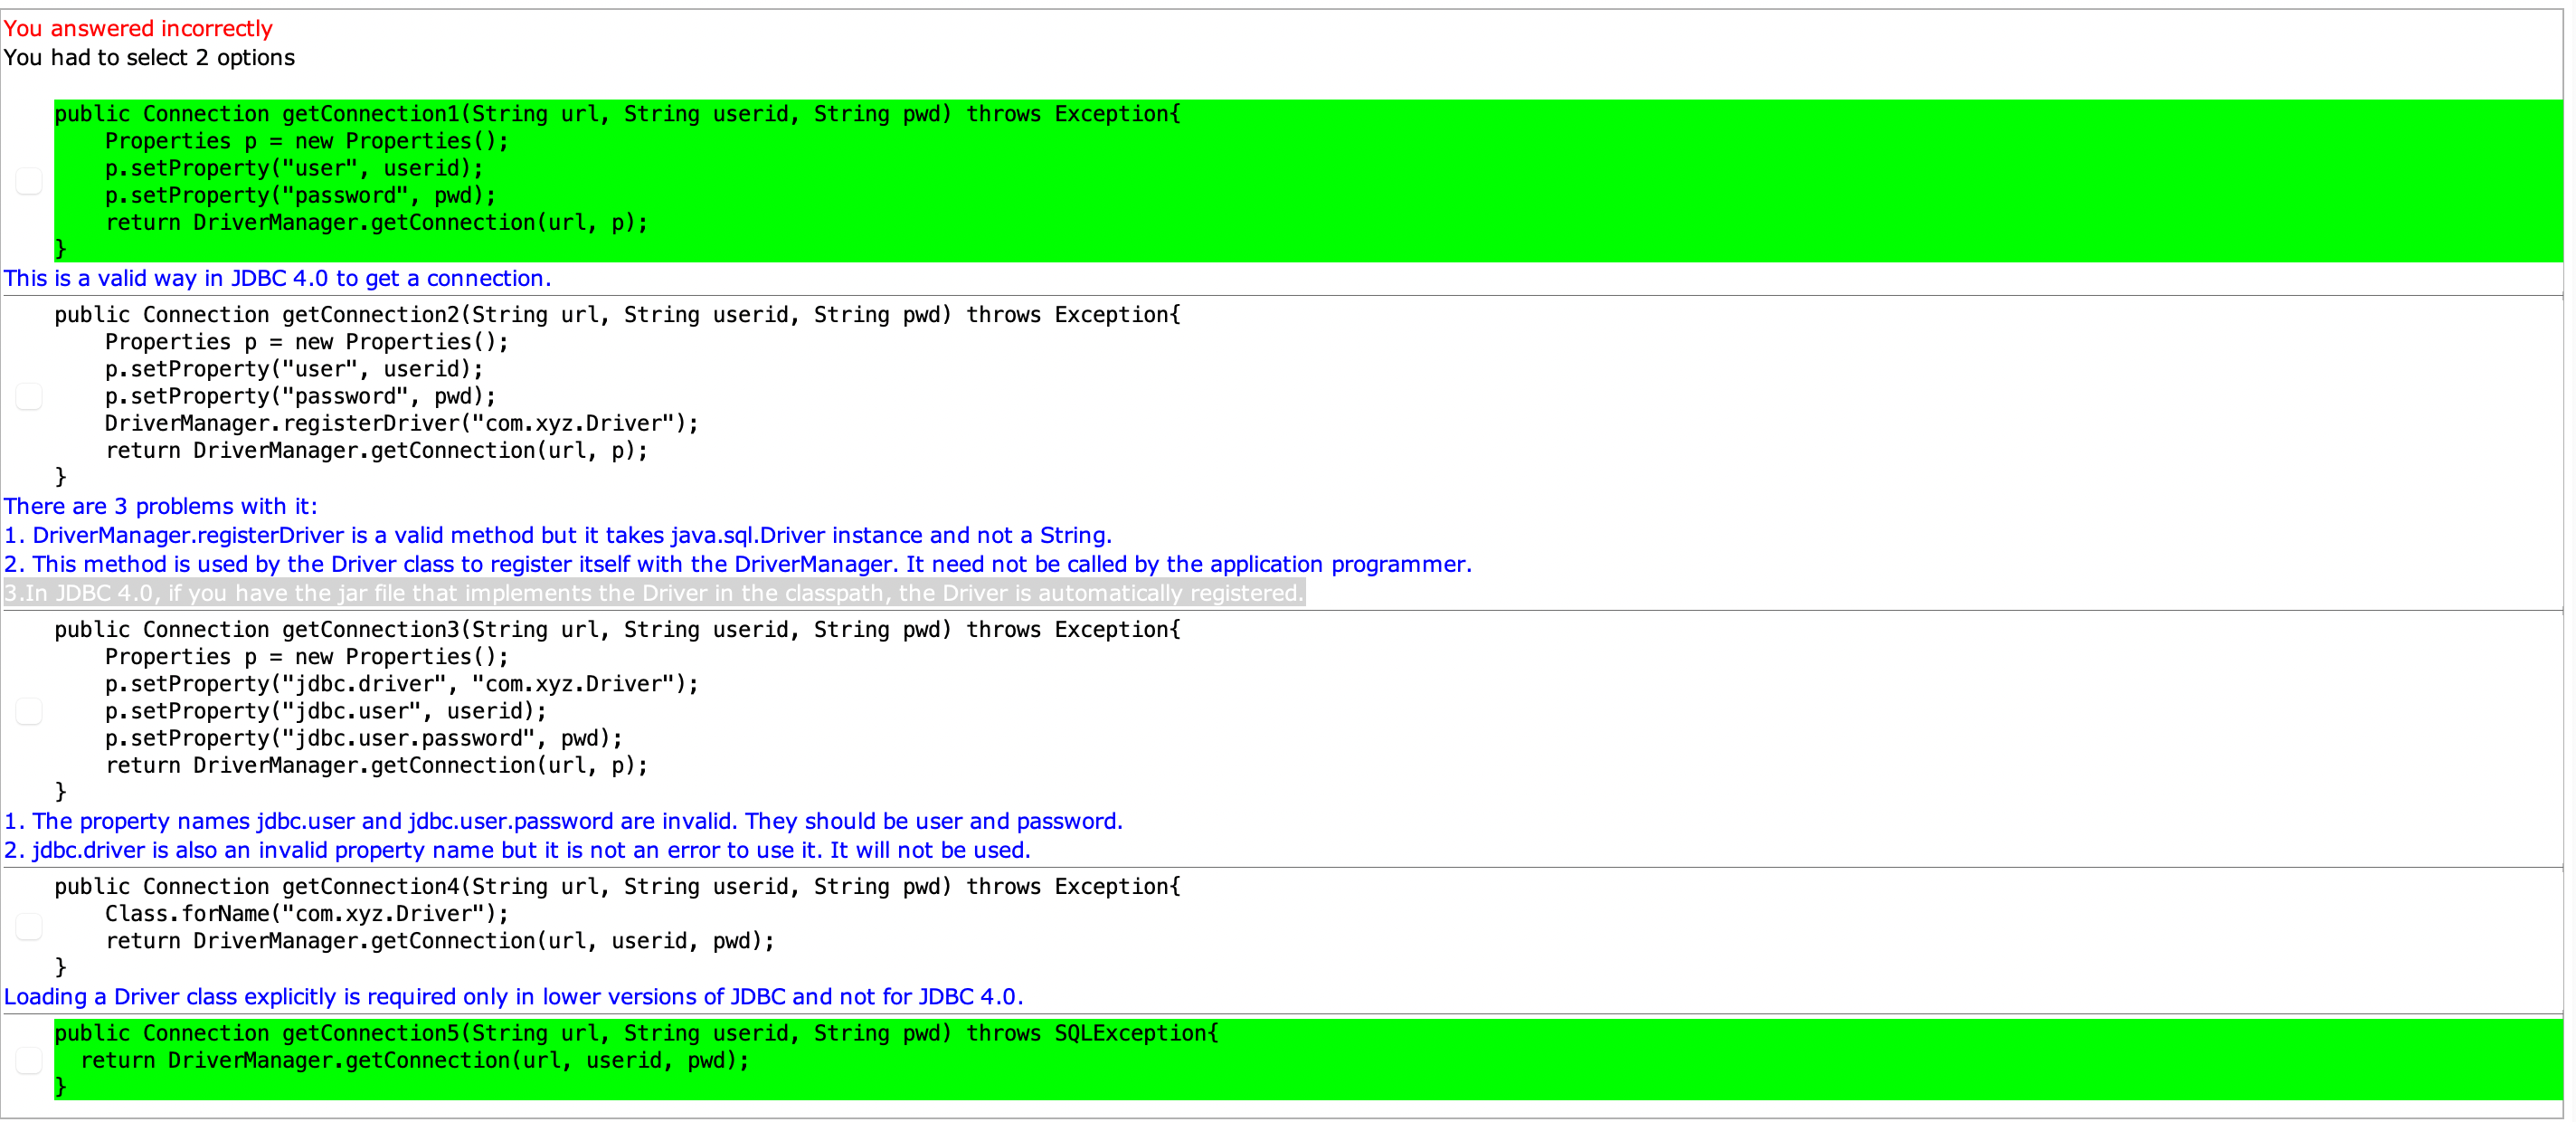 You answered incorrectly
You had to select 2 options
public Connection getConnection1(String url, String userid, String pwd) throws Exception{
    Properties p = new Properties();
    p.setProperty("user", userid);
    p.setProperty("password", pwd);
    return DriverManager.getConnection(url, p);
}
This is a valid way in JDBC 4.0 to get a connection.
public Connection getConnection2(String url, String userid, String pwd) throws Exception{
    Properties p = new Properties();
    p.setProperty("user", userid);
    p.setProperty("password", pwd);
    DriverManager.registerDriver("com.xyz.Driver");
    return DriverManager.getConnection(url, p);
}
There are 3 problems with it:
1. DriverManager.registerDriver is a valid method but it takes java.sql.Driver instance and not a String.
2. This method is used by the Driver class to register itself with the DriverManager. It need not be called by the application programmer.
3.In JDBC 4.0, if you have the jar file that implements the Driver in the classpath, the Driver is automatically registered.
public Connection getConnection3(String url, String userid, String pwd) throws Exception{
    Properties p = new Properties();
    p.setProperty("jdbc.driver", "com.xyz.Driver");
    p.setProperty("jdbc.user", userid);
    p.setProperty("jdbc.user.password", pwd);
    return DriverManager.getConnection(url, p);
}
1. The property names jdbc.user and jdbc.user.password are invalid. They should be user and password.
2. jdbc.driver is also an invalid property name but it is not an error to use it. It will not be used.
public Connection getConnection4(String url, String userid, String pwd) throws Exception{
    Class.forName("com.xyz.Driver");
    return DriverManager.getConnection(url, userid, pwd);
}
Loading a Driver class explicitly is required only in lower versions of JDBC and not for JDBC 4.0.
public Connection getConnection5(String url, String userid, String pwd) throws SQLException{
  return DriverManager.getConnection(url, userid, pwd);
}